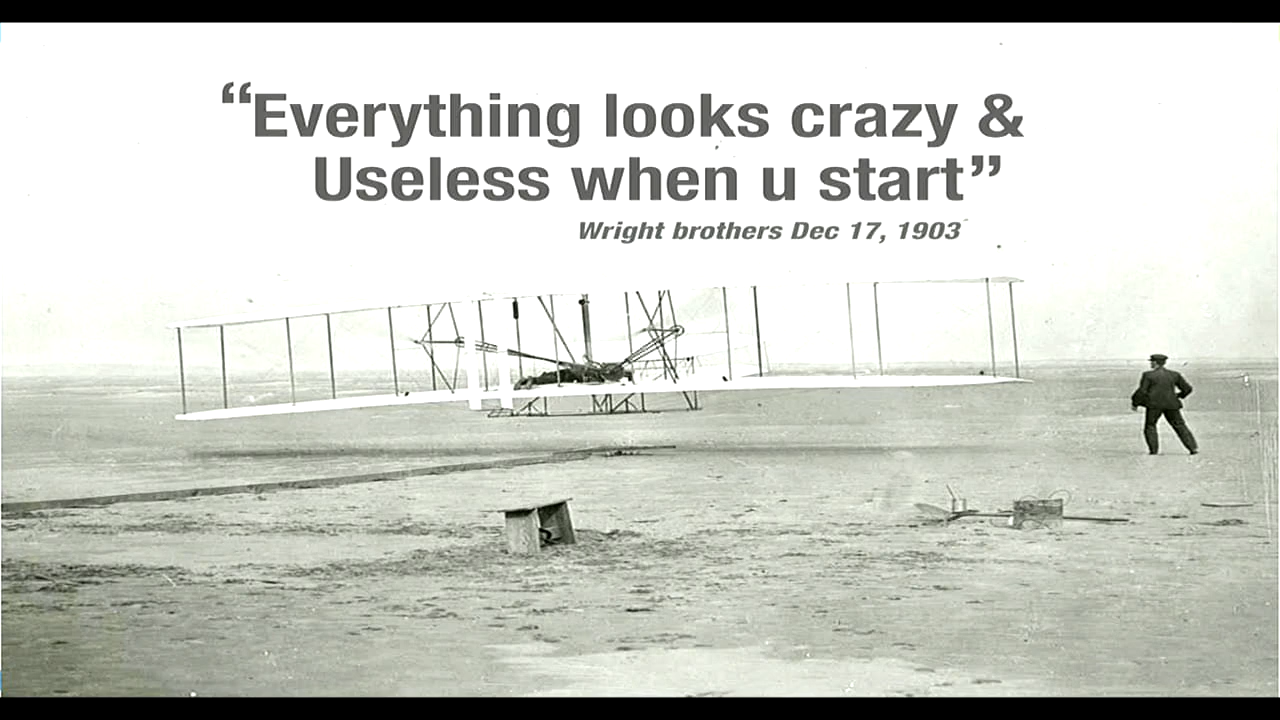 “Everything looks crazy &
Useless when u start”
Wright brothers Dec 17, 1903